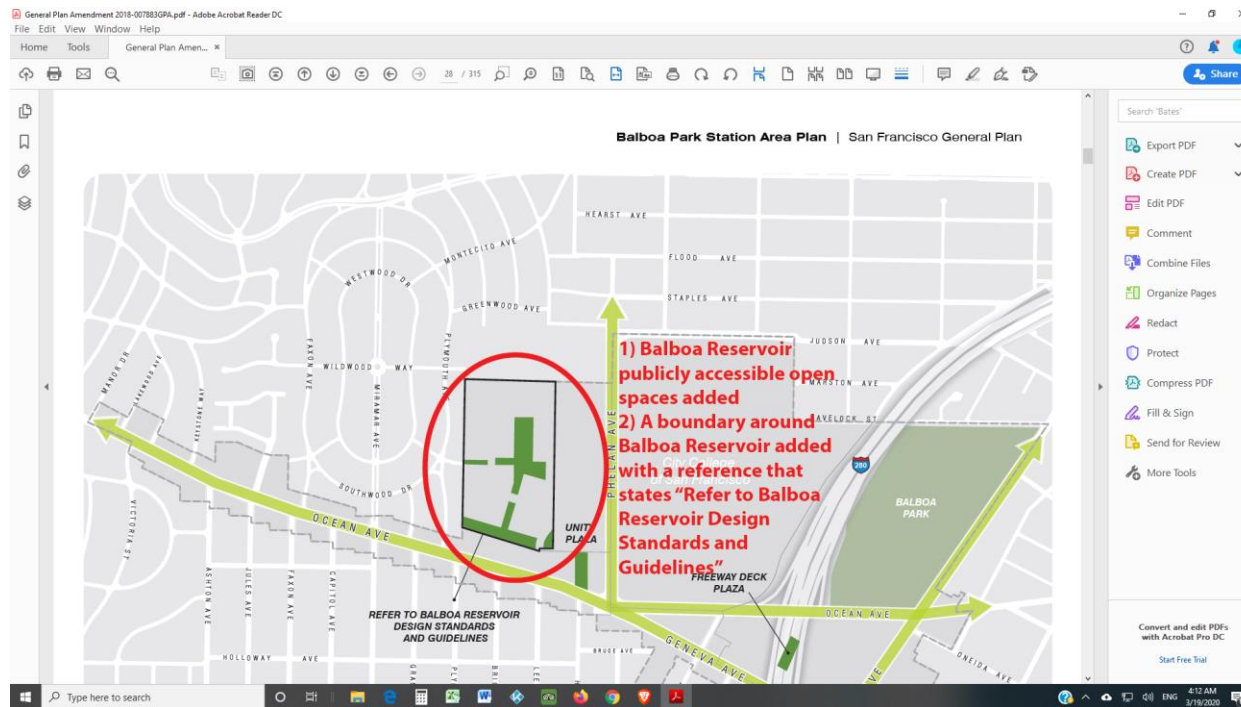 General Plan Amendment 2018-007883GPA.pdf - Adobe Acrobat Reader DC
File Edit View Window Help
Home Tools General Plan Amen... ×
28 / 315
Share
Balboa Park Station Area Plan | San Francisco General Plan
Search 'Bates'
Export PDF
Create PDF
Edit PDF
Comment
Combine Files
Organize Pages
Redact
Protect
Compress PDF
Fill & Sign
Send for Review
More Tools
Convert and edit PDFs
with Acrobat Pro DC
Start Free Trial
HEARST AVE
MONTECITO AVE
FLOOD AVE
WESTWOOD DR
STAPLES AVE
GREENWOOD AVE
JUDSON AVE
MANOR DR
KEYSTONE WAY
FAXON AVE
WILDWOOD WAY
MIRAMAR AVE
PLYMOUTH AVE
MARSTON AVE
HAVELOCK ST
1) Balboa Reservoir
publicly accessible open
spaces added
2) A boundary around
Balboa Reservoir added
with a reference that
states “Refer to Balboa
Reservoir Design
Standards and
Guidelines”
PHELAN AVE
City College
of San Francisco
280
BALBOA
PARK
SOUTHWOOD DR
OCEAN AVE
VICTORIA ST
UNITY
PLAZA
FREEWAY DECK
PLAZA
ASHTON AVE
JULES AVE
FAXON AVE
CAPITOL AVE
REFER TO BALBOA RESERVOIR
DESIGN STANDARDS
AND GUIDELINES
OCEAN AVE
GENEVA AVE
HOLLOWAY AVE
BRUCE AVE
ONEIDA
AVE
Type here to search
ENG
4:12 AM
3/19/2020